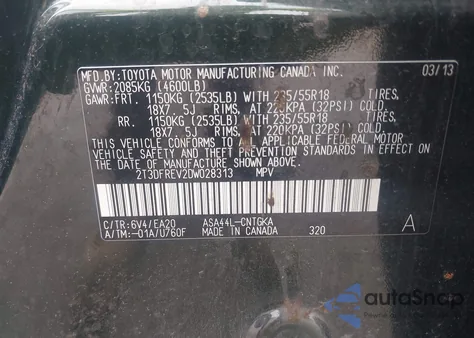 MFD.BY: TOYOTA MOTOR MANUFACTURING CANADA INC. 03/13
GVWR: 2085KG (4600LB)
GAWR: FRT. 1150KG (2535LB) WITH 235/55R18 TIRES,
18X7.5J RIMS, AT 220KPA (32PSI) COLD.
RR. 1150KG (2535LB) WITH 235/55R18 TIRES,
18X7.5J RIMS, AT 220KPA (32PSI) COLD.
THIS VEHICLE CONFORMS TO ALL APPLICABLE FEDERAL MOTOR
VEHICLE SAFETY AND THEFT PREVENTION STANDARDS IN EFFECT
ON THE DATE OF MANUFACTURE SHOWN ABOVE.
2T3DFREV2DW028313 MPV
C/TR: 6V4/EA20 ASA44L-CNTGKA A
A/TM: -01A/U760F MADE IN CANADA 320
autoSnap